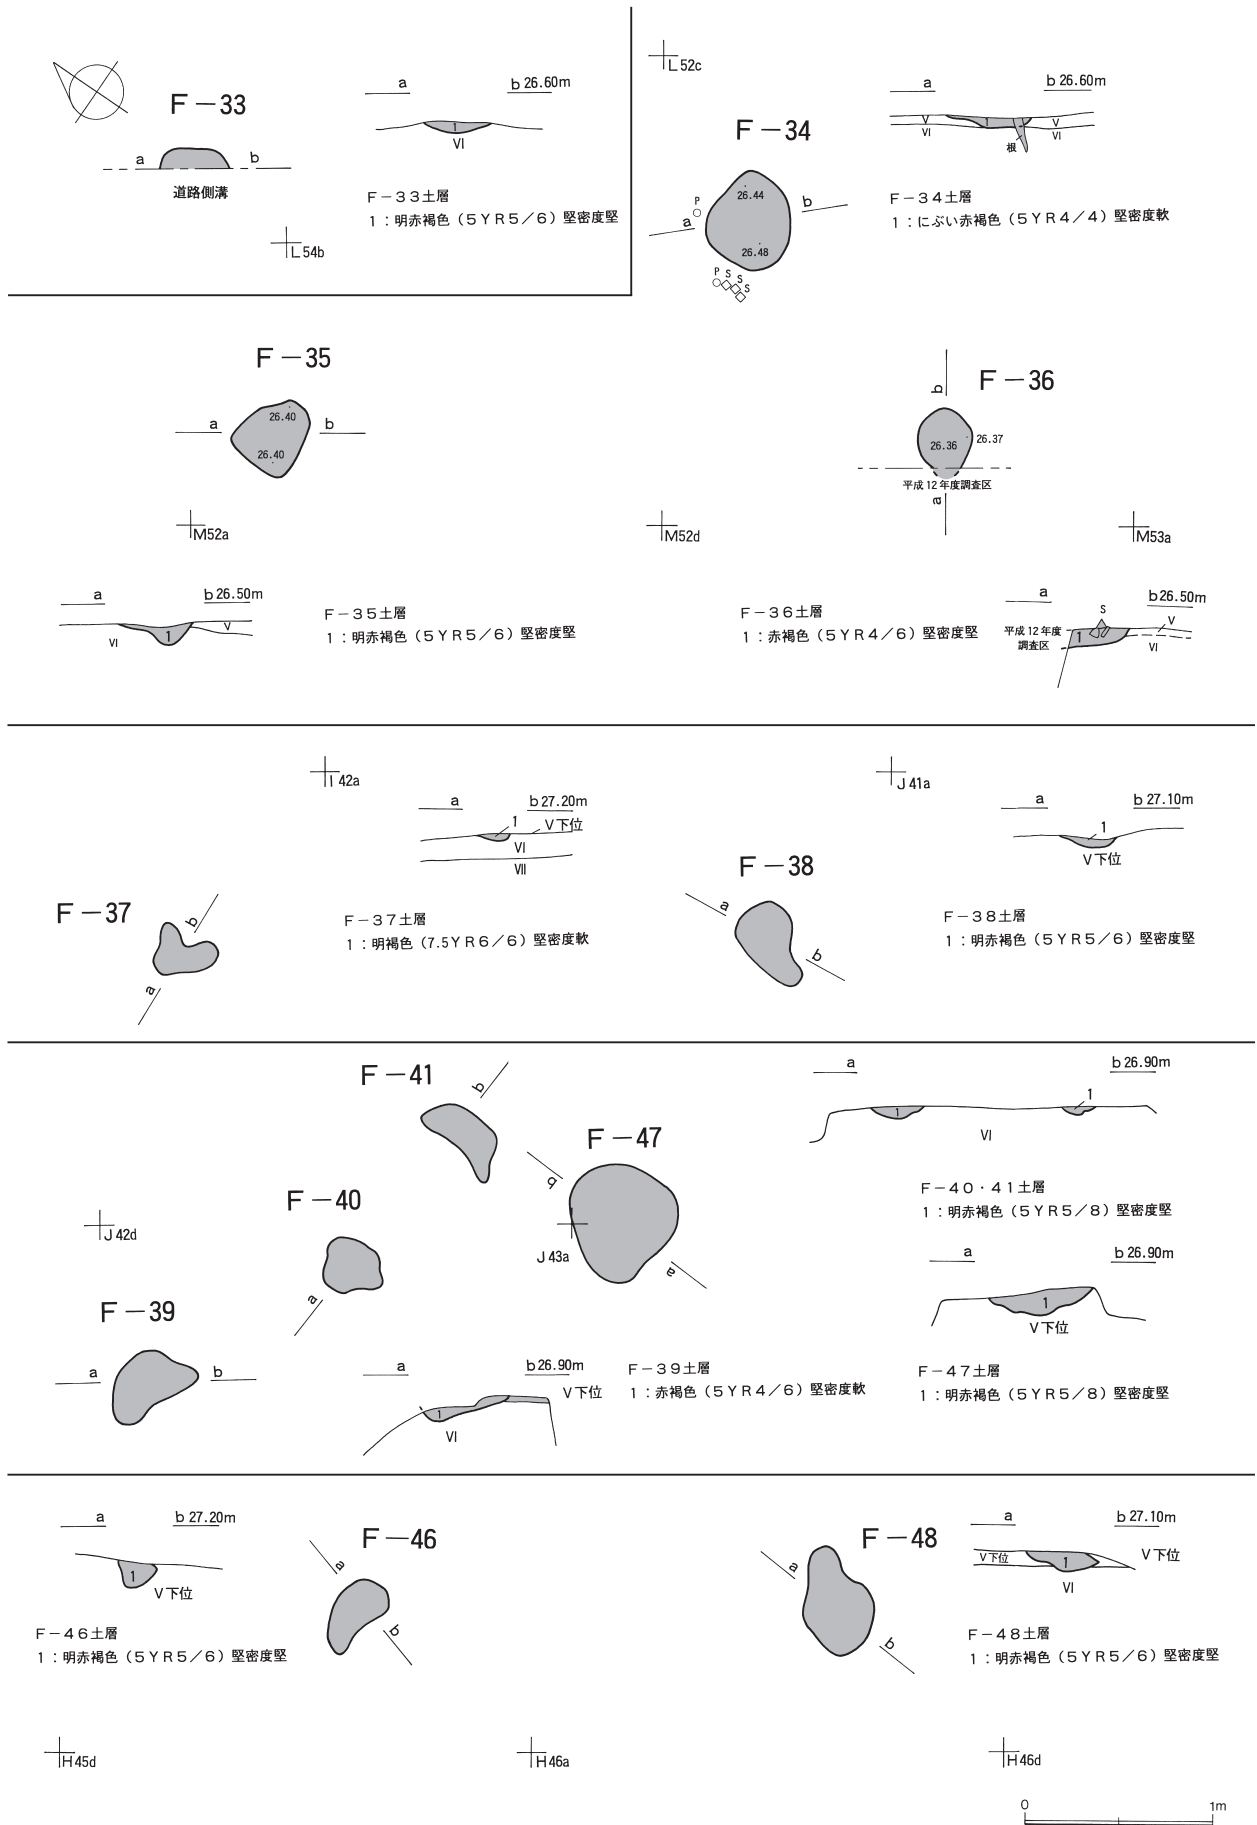 F－33
a
b 26.60m
1
VI
a
b
道路側溝
F－33土層
1：明赤褐色（5YR5／6）堅密度堅
L54b
L52c
F－34
a
b 26.60m
V
VI
1
V
VI
根
P
26.44
a
b
26.48
P
S
S
S
F－34土層
1：にぶい赤褐色（5YR4／4）堅密度軟
F－35
a
26.40
b
26.40
M52a
a
b 26.50m
1
V
VI
F－35土層
1：明赤褐色（5YR5／6）堅密度堅
F－36
b
26.36
26.37
平成12年度調査区
a
M52d
M53a
F－36土層
1：赤褐色（5YR4／6）堅密度堅
a
b 26.50m
S
V
平成12年度
調査区
1
VI
I42a
a
b 27.20m
1
V下位
VI
VII
F－37
b
a
F－37土層
1：明褐色（7.5YR6／6）堅密度軟
J41a
a
b 27.10m
1
V下位
F－38
a
b
F－38土層
1：明赤褐色（5YR5／6）堅密度堅
F－41
b
F－47
b
J43a
a
F－40
a
J42d
a
b 26.90m
1
1
VI
F－40・41土層
1：明赤褐色（5YR5／8）堅密度堅
a
b 26.90m
1
V下位
F－47土層
1：明赤褐色（5YR5／8）堅密度堅
F－39
a
b
a
b 26.90m
V下位
1
VI
F－39土層
1：赤褐色（5YR4／6）堅密度軟
a
b 27.20m
1
V下位
F－46
a
b
F－46土層
1：明赤褐色（5YR5／6）堅密度堅
F－48
a
b
a
b 27.10m
V下位
1
V下位
VI
F－48土層
1：明赤褐色（5YR5／6）堅密度堅
H45d
H46a
H46d
0
1m